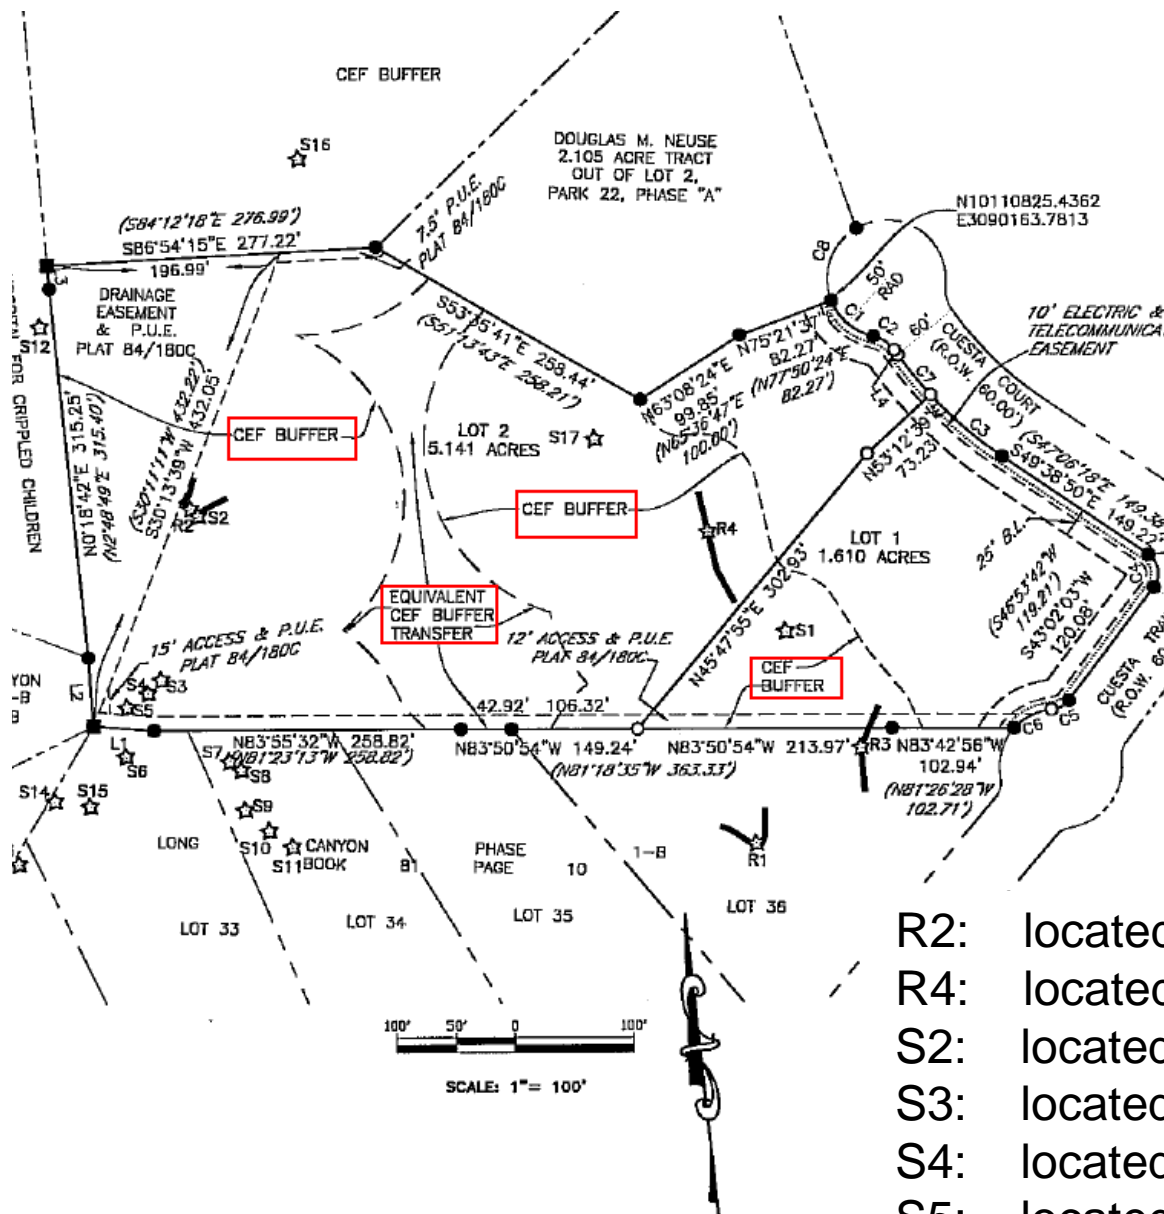 CEF BUFFER
S16
DOUGLAS M. NEUSE
2.105 ACRE TRACT
OUT OF LOT 2,
PARK 22, PHASE "A"
7.5' P.U.E.
PLAT 84/180C
N10110825.4362
E3090163.7813
(S84°12'18"E 276.99')
S86°54'15"E 277.22'
196.99'
C8
50'
RAD
60'
C1
C2
C7
C3
L4
CUESTA COURT
(R.O.W. 60.00')
10' ELECTRIC &
TELECOMMUNICA
EASEMENT
DRAINAGE
EASEMENT
& P.U.E.
PLAT 84/180C
S12
FOR CRIPPLED CHILDREN
S53°35'41"E 258.44'
(S51°13'43"E 258.21')
N75°21'37"
82.27'
(N77°50'24"E
82.27')
N63°08'24"E
99.85'
(N65°36'47"E
100.00')
(S47°06'18"E 149.38'
S49°38'50"E 149.22'
N0°18'42"E 315.25'
(N2°48'49"E 315.40')
(S30°11'11"W 432.22')
S30°13'39"W 432.05'
CEF BUFFER
LOT 2
5.141 ACRES
S17
N53°12'39"
73.23'
CEF BUFFER
R2
S2
R4
LOT 1
1.610 ACRES
25' B.L.
(S46°53'42"W
119.21')
S43°02'03"W
120.08'
EQUIVALENT
CEF BUFFER
TRANSFER
N45°47'55"E 302.93'
S1
CEF
BUFFER
15' ACCESS & P.U.E.
PLAT 84/180C
12' ACCESS & P.U.E.
PLAT 84/180C
CUESTA TRA
(R.O.W. 60
YON
-B
B
L2
S4
S3
S5
C5
C6
42.92'
106.32'
L1
N83°55'32"W 258.82'
(N81°23'13"W 258.82')
N83°50'54"W 149.24'
N83°50'54"W 213.97'
R3
N83°42'56"W
102.94'
(N81°18'35"W 363.33')
(N81°26'28"W
102.71')
S6
S7
S8
S14
S15
S9
S10
S11
R1
LONG
CANYON
BOOK
81
PHASE
PAGE
10
1-B
LOT 33
LOT 34
LOT 35
LOT 36
100' 50' 0 100'
SCALE: 1"= 100'
R2: located
R4: located
S2: located
S3: located
S4: located
S5: located